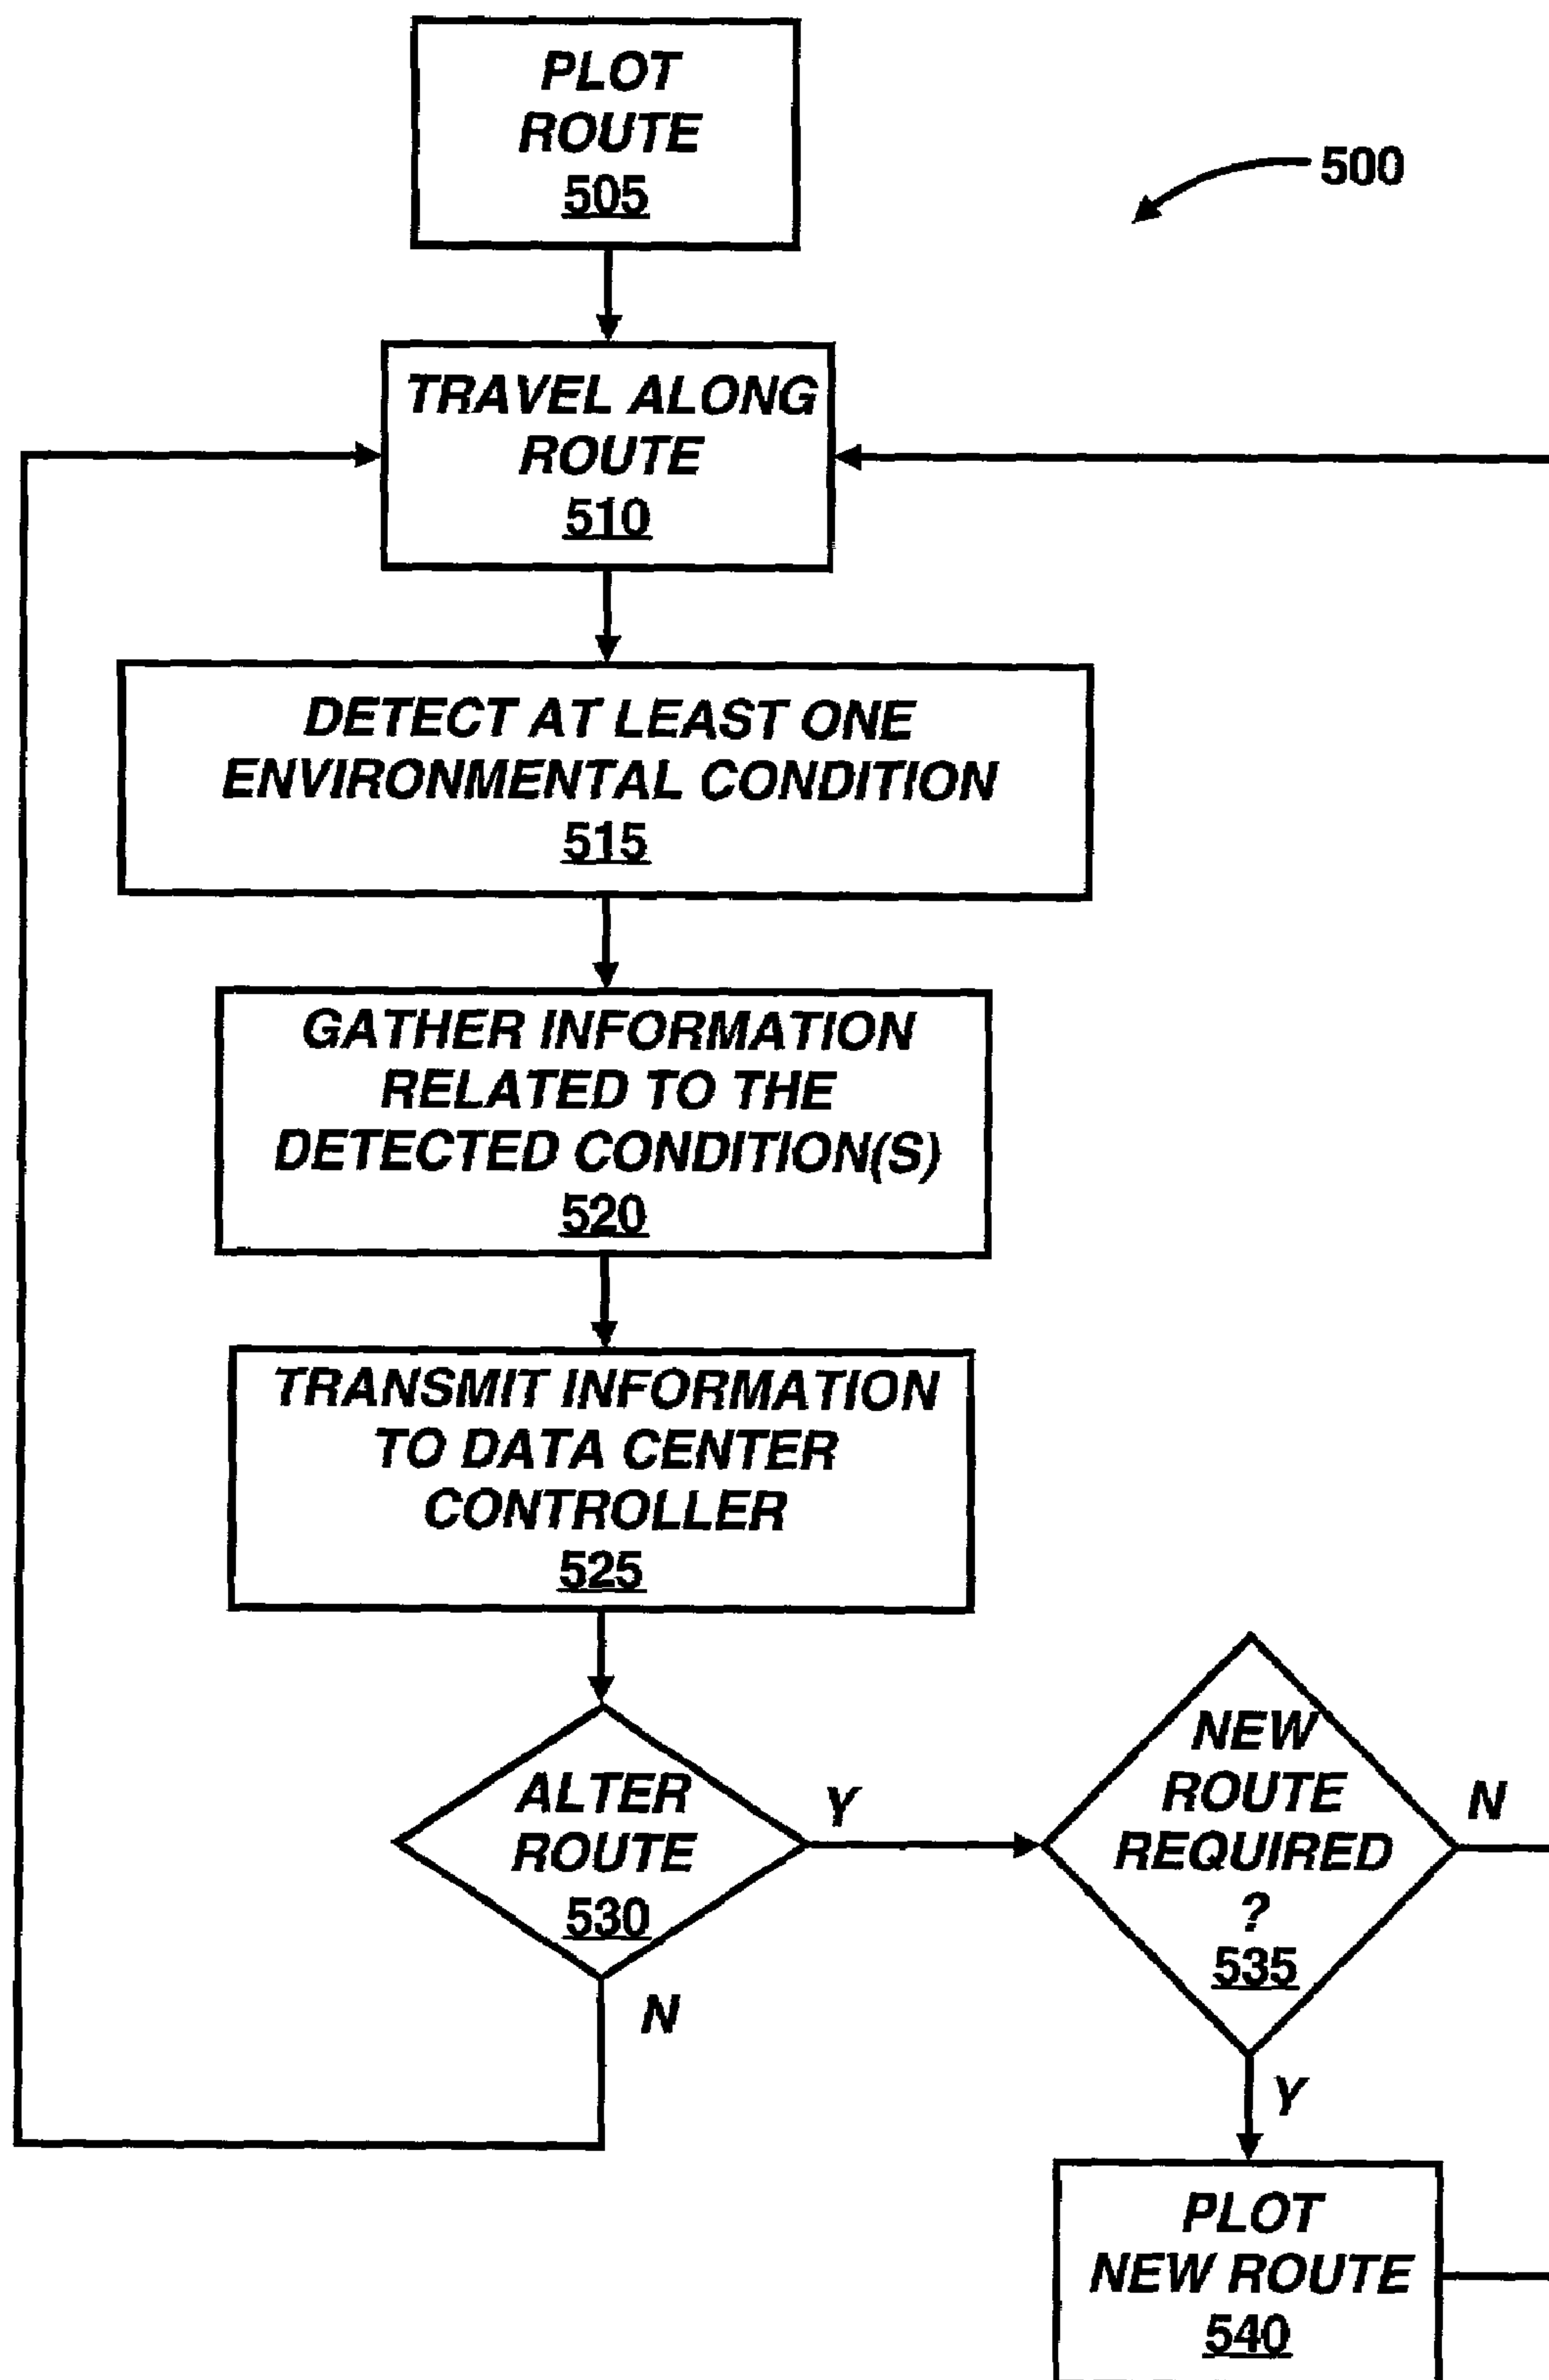 PLOT
ROUTE
505
500
TRAVEL ALONG
ROUTE
510
DETECT AT LEAST ONE
ENVIRONMENTAL CONDITION
515
GATHER INFORMATION
RELATED TO THE
DETECTED CONDITION(S)
520
TRANSMIT INFORMATION
TO DATA CENTER
CONTROLLER
525
ALTER
ROUTE
530
Y
N
NEW
ROUTE
REQUIRED
?
535
N
Y
PLOT
NEW ROUTE
540